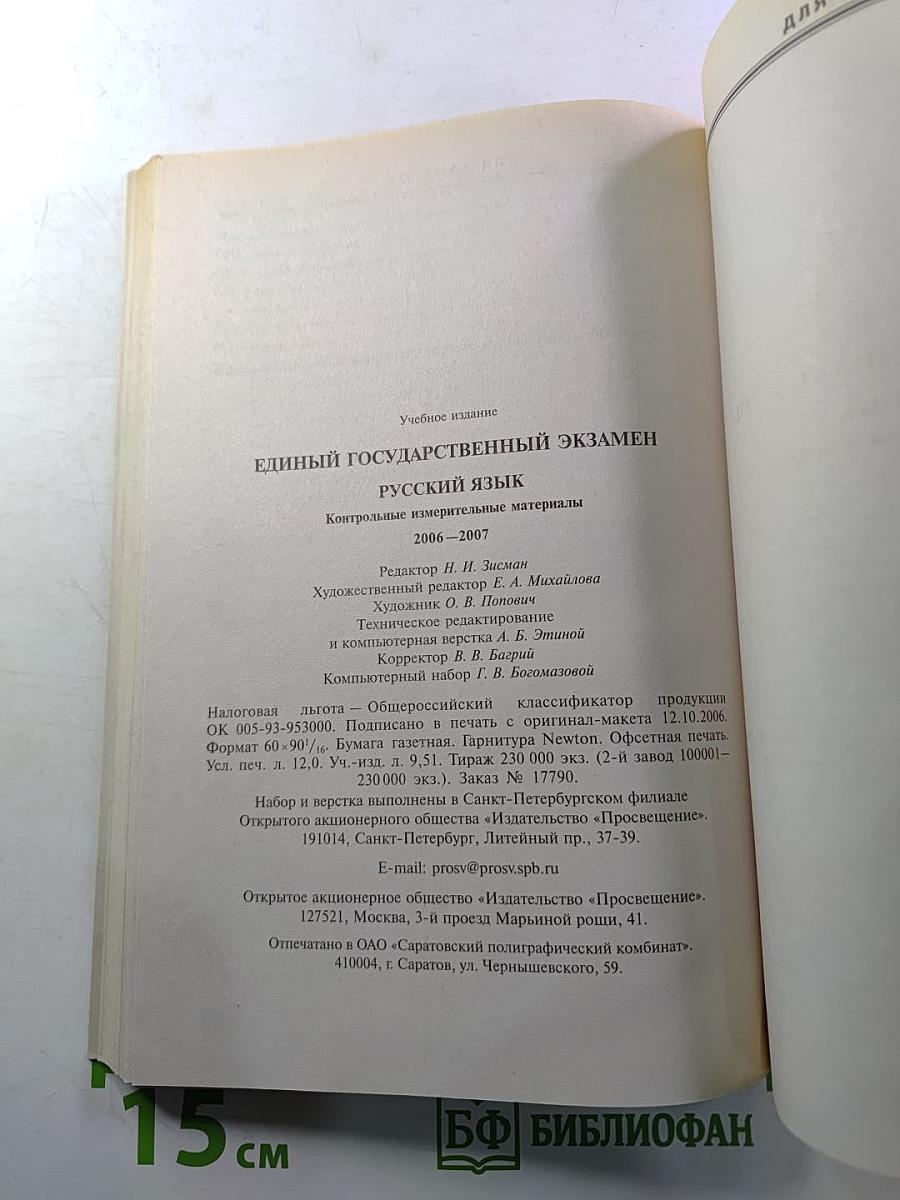 ДЛЯ
Учебное издание
ЕДИНЫЙ ГОСУДАРСТВЕННЫЙ ЭКЗАМЕН
РУССКИЙ ЯЗЫК
Контрольные измерительные материалы
2006—2007
Редактор Н. И. Зисман
Художественный редактор Е. А. Михайлова
Художник О. В. Попович
Техническое редактирование
и компьютерная верстка А. Б. Этиной
Корректор В. В. Багрий
Компьютерный набор Г. В. Богомазовой
Налоговая льгота — Общероссийский классификатор продукции
ОК 005-93-953000. Подписано в печать с оригинал-макета 12.10.2006.
Формат 60×90¹/₁₆. Бумага газетная. Гарнитура Newton. Офсетная печать.
Усл. печ. л. 12,0. Уч.-изд. л. 9,51. Тираж 230 000 экз. (2-й завод 100001–
230 000 экз.). Заказ № 17790.
Набор и верстка выполнены в Санкт-Петербургском филиале
Открытого акционерного общества «Издательство «Просвещение».
191014, Санкт-Петербург, Литейный пр., 37-39.
E-mail: prosv@prosv.spb.ru
Открытое акционерное общество «Издательство «Просвещение».
127521, Москва, 3-й проезд Марьиной рощи, 41.
Отпечатано в ОАО «Саратовский полиграфический комбинат».
410004, г. Саратов, ул. Чернышевского, 59.
15 см
БФ БИБЛИОФАН